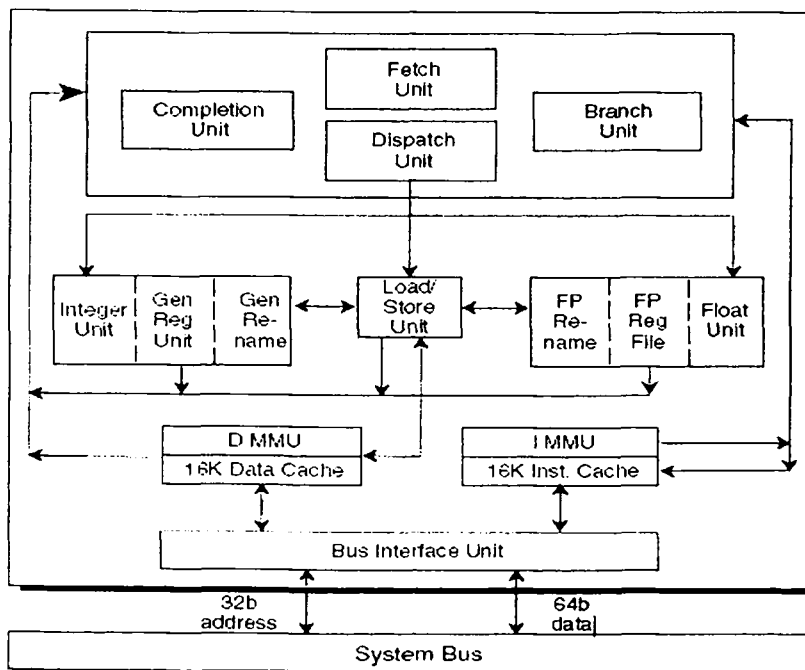 Fetch
Unit
Completion
Unit
Branch
Unit
Dispatch
Unit
Integer
Unit
Gen
Reg
Unit
Gen
Re-
name
Load/
Store
Unit
FP
Re-
name
FP
Reg
File
Float
Unit
D MMU
16K Data Cache
I MMU
16K Inst. Cache
Bus Interface Unit
32b
address
64b
data
System Bus